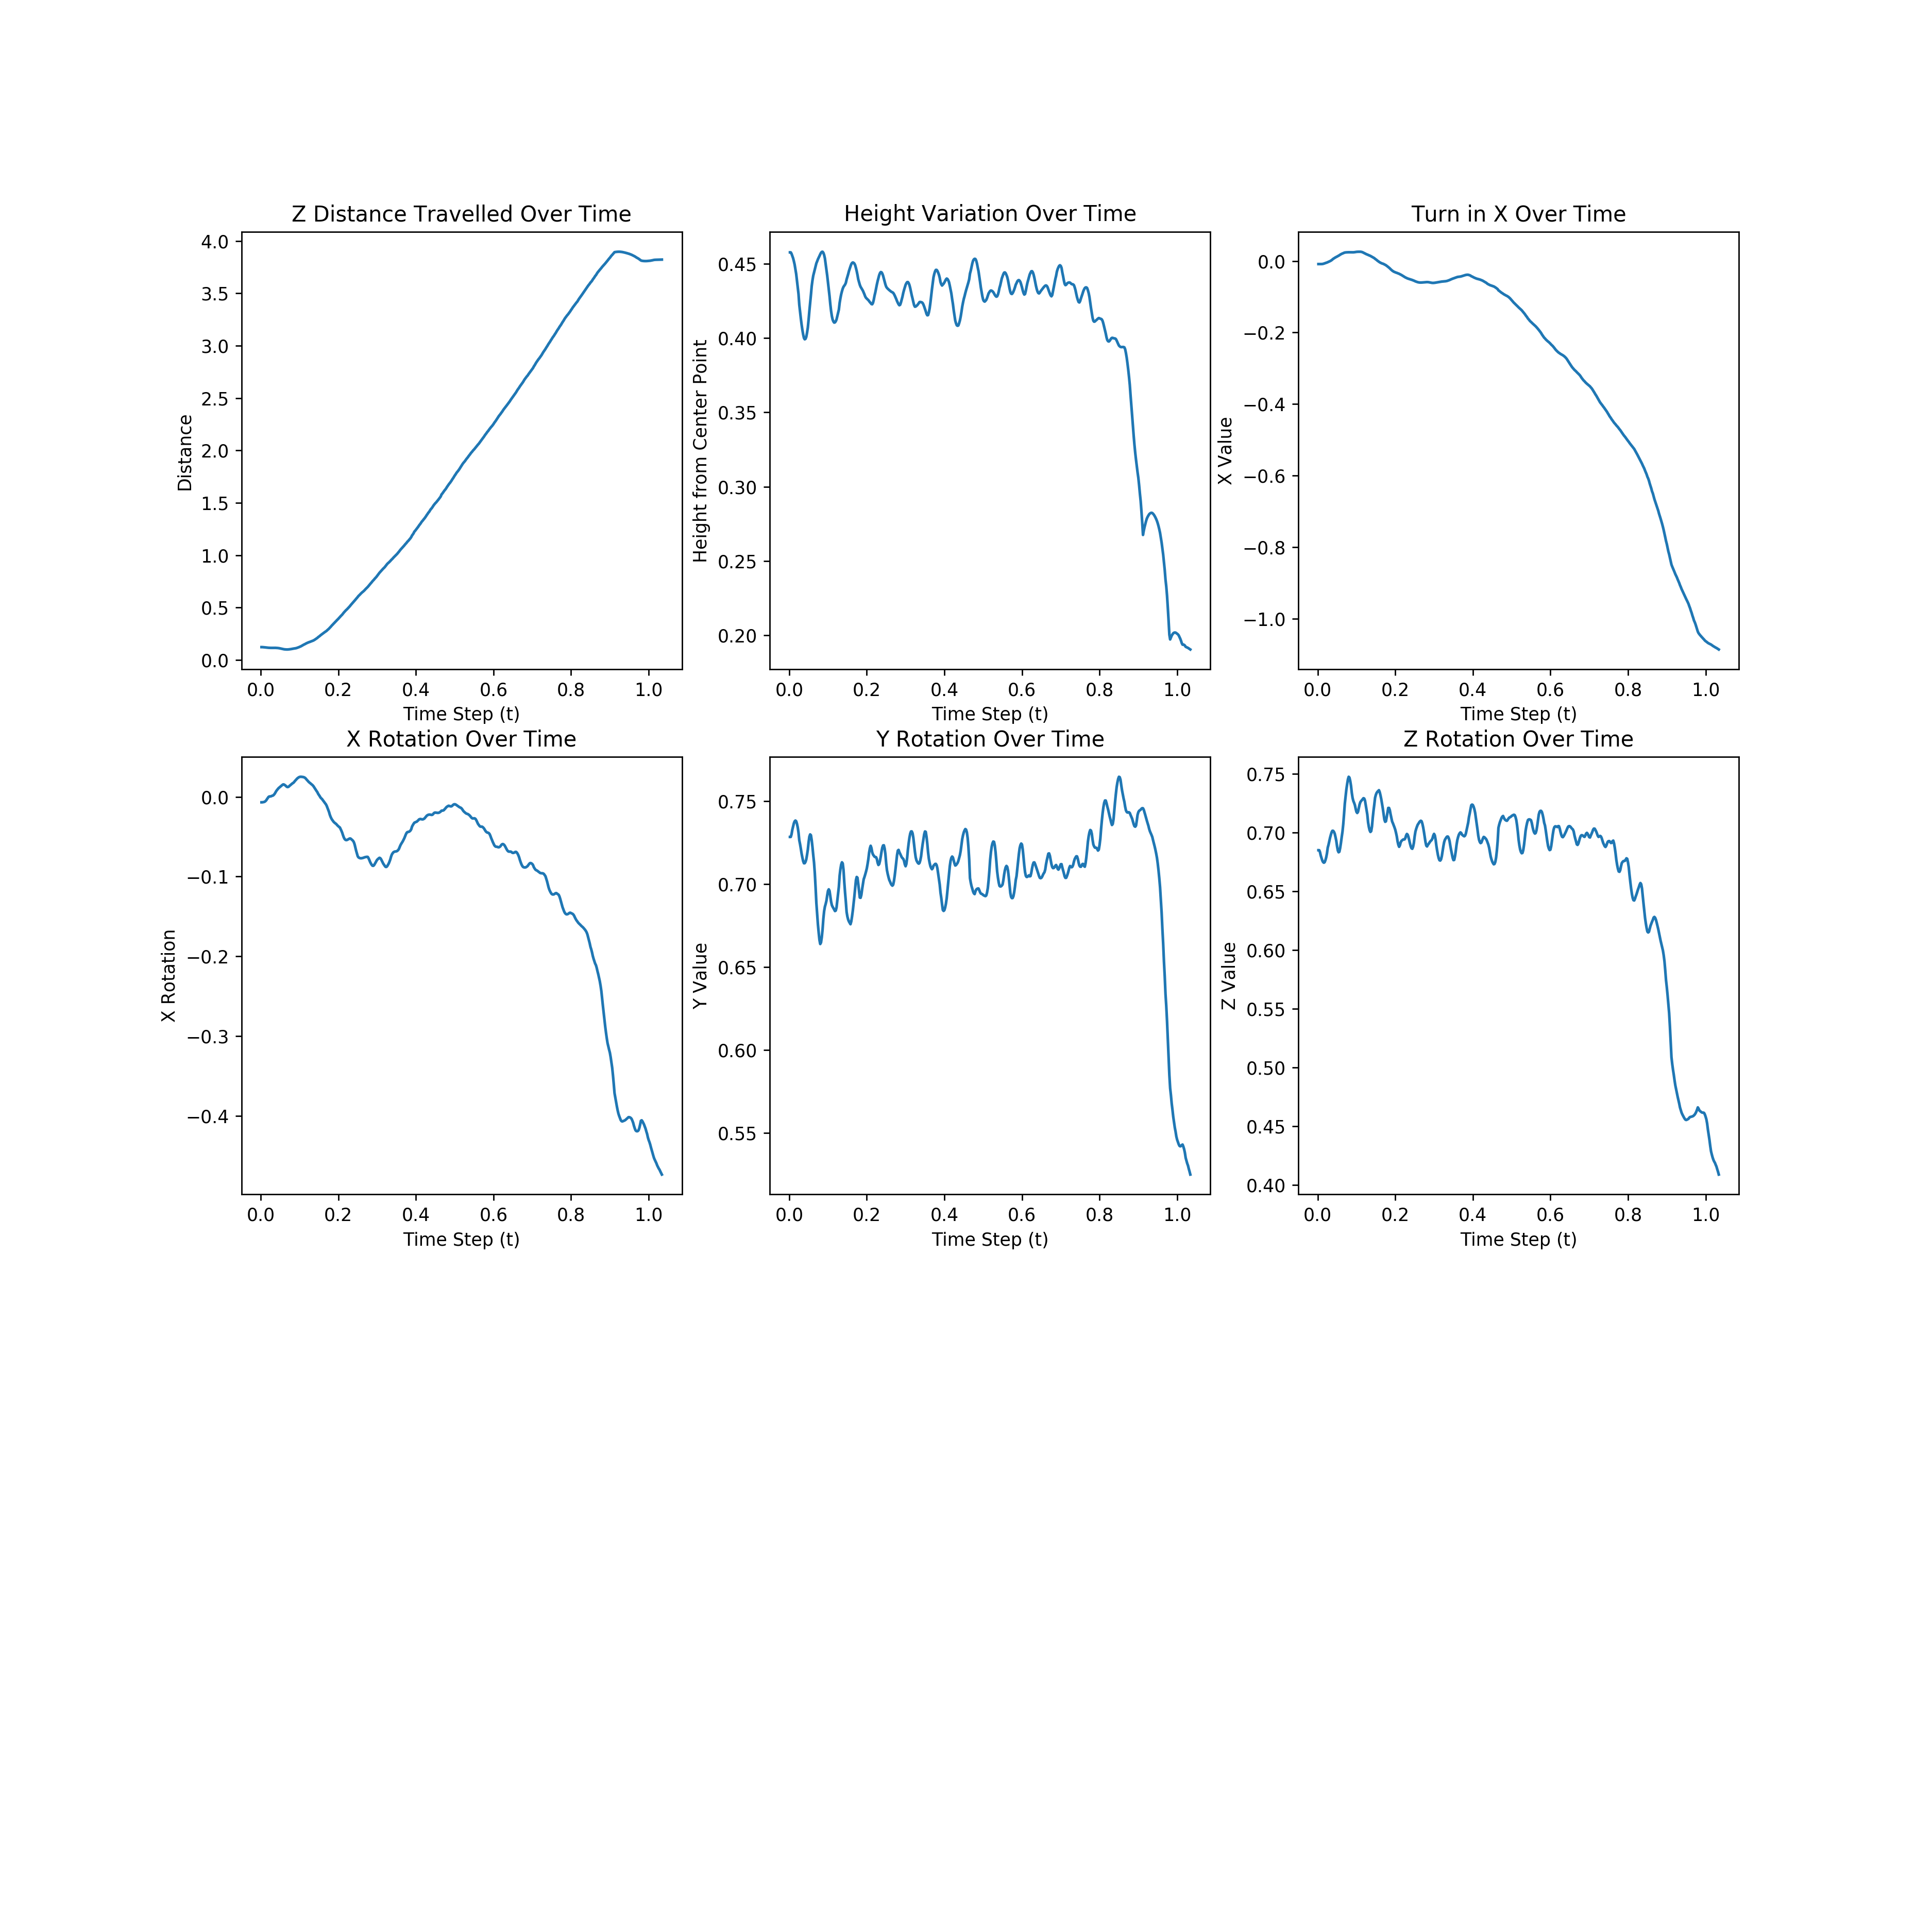 Z Distance Travelled Over Time
Distance
4.0
3.5
3.0
2.5
2.0
1.5
1.0
0.5
0.0
0.0 0.2 0.4 0.6 0.8 1.0
Time Step (t)
Height Variation Over Time
Height from Center Point
0.45
0.40
0.35
0.30
0.25
0.20
0.0 0.2 0.4 0.6 0.8 1.0
Time Step (t)
Turn in X Over Time
X Value
0.0
−0.2
−0.4
−0.6
−0.8
−1.0
0.0 0.2 0.4 0.6 0.8 1.0
Time Step (t)
X Rotation Over Time
X Rotation
0.0
−0.1
−0.2
−0.3
−0.4
0.0 0.2 0.4 0.6 0.8 1.0
Time Step (t)
Y Rotation Over Time
Y Value
0.75
0.70
0.65
0.60
0.55
0.0 0.2 0.4 0.6 0.8 1.0
Time Step (t)
Z Rotation Over Time
Z Value
0.75
0.70
0.65
0.60
0.55
0.50
0.45
0.40
0.0 0.2 0.4 0.6 0.8 1.0
Time Step (t)